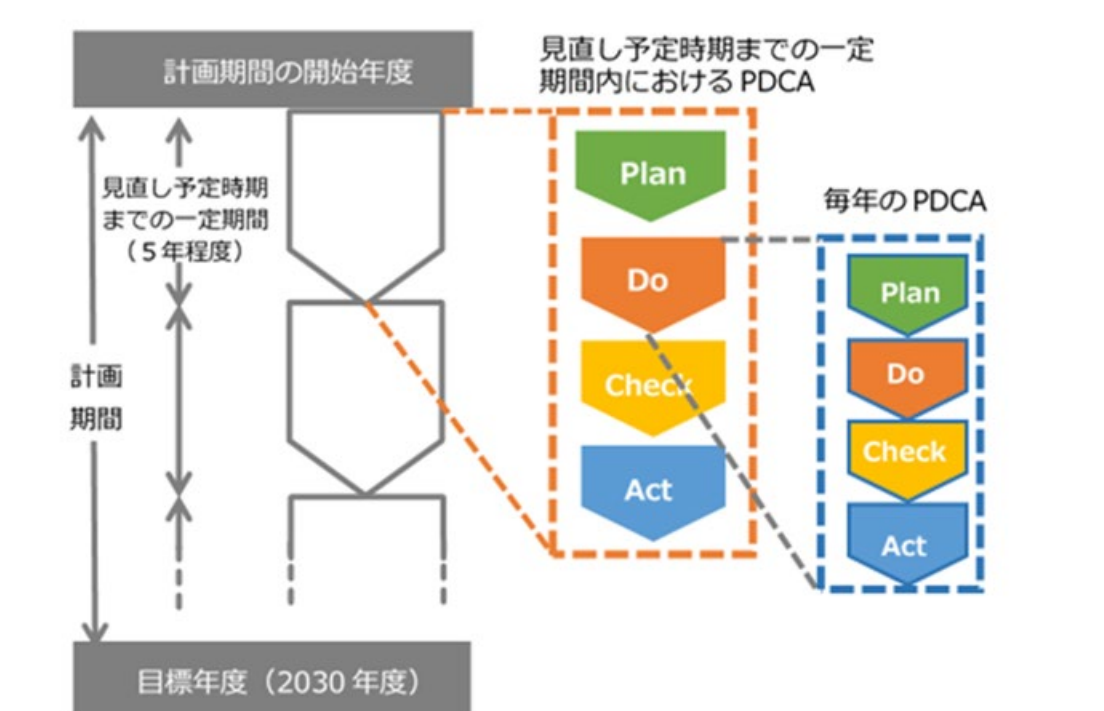 計画期間の開始年度
見直し予定時期までの一定
期間内における PDCA
見直し予定時期
までの一定期間
（５年程度）
計画
期間
Plan
Do
Check
Act
毎年の PDCA
Plan
Do
Check
Act
目標年度（2030 年度）